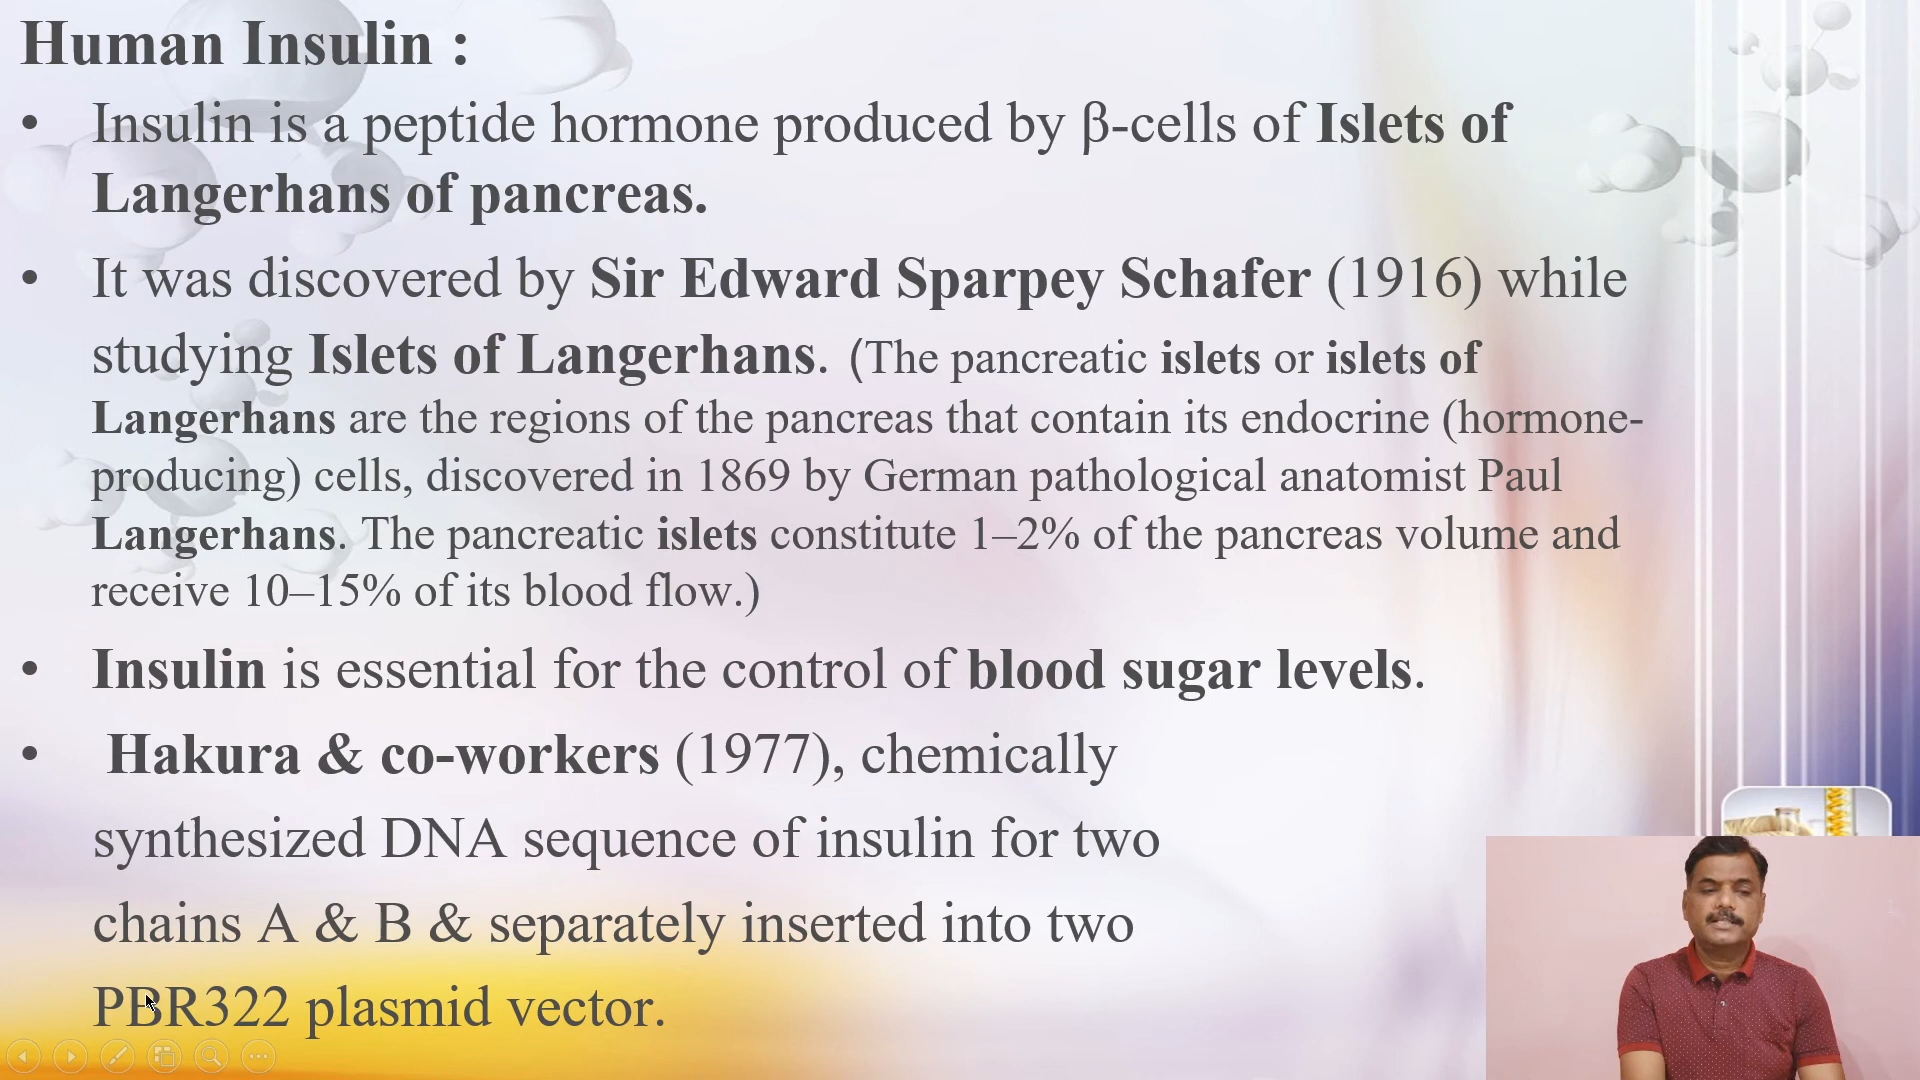 Human Insulin :
• Insulin is a peptide hormone produced by β-cells of Islets of
Langerhans of pancreas.
• It was discovered by Sir Edward Sparpey Schafer (1916) while
studying Islets of Langerhans. (The pancreatic islets or islets of
Langerhans are the regions of the pancreas that contain its endocrine (hormone-
producing) cells, discovered in 1869 by German pathological anatomist Paul
Langerhans. The pancreatic islets constitute 1–2% of the pancreas volume and
receive 10–15% of its blood flow.)
• Insulin is essential for the control of blood sugar levels.
• Hakura & co-workers (1977), chemically
synthesized DNA sequence of insulin for two
chains A & B & separately inserted into two
PBR322 plasmid vector.